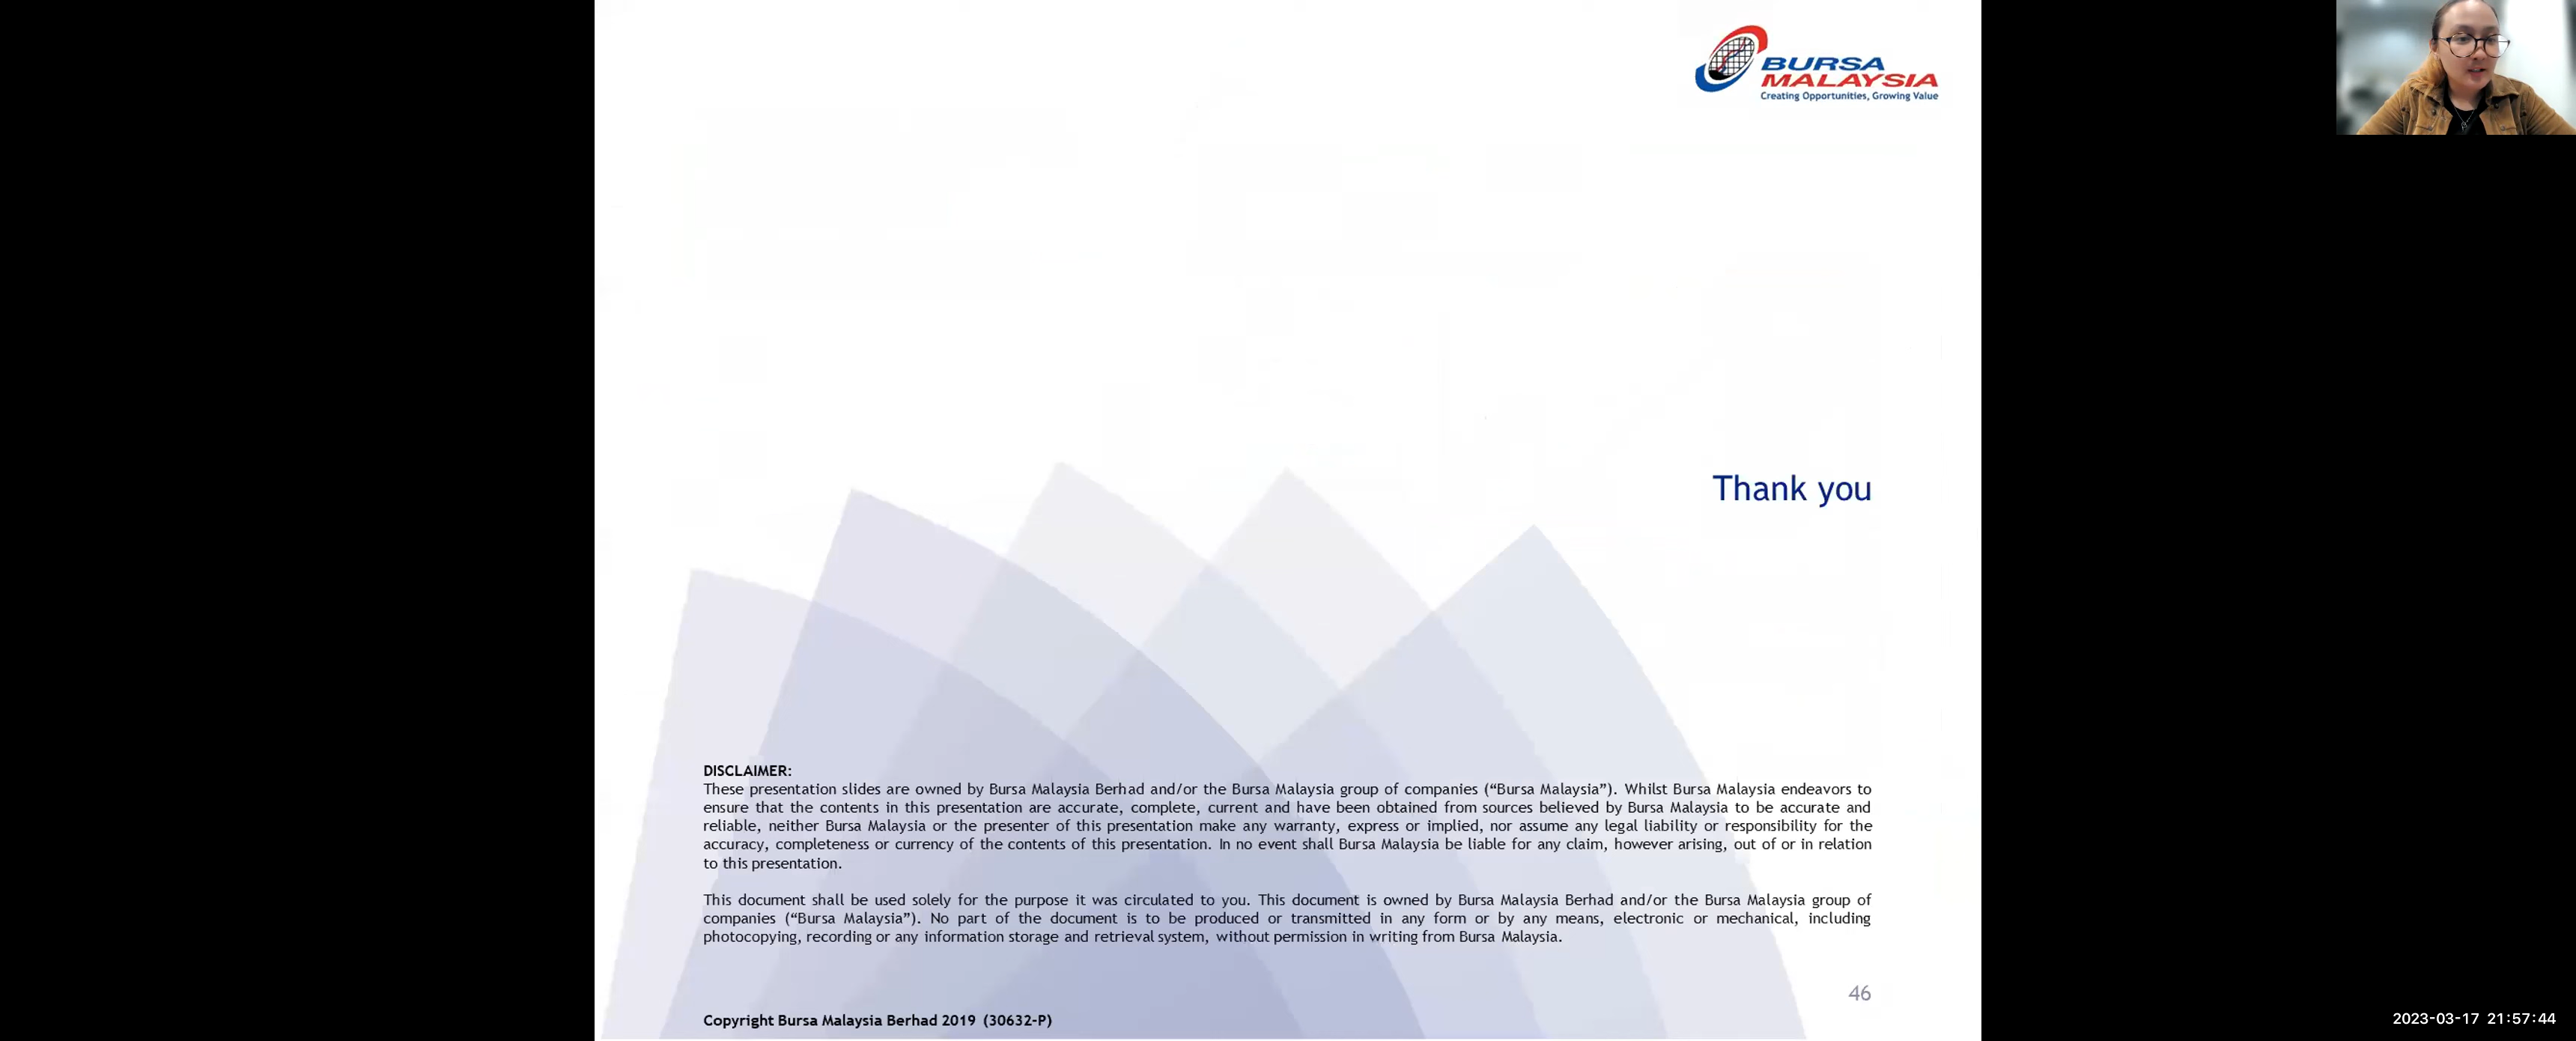 BURSA
MALAYSIA
Creating Opportunities, Growing Value
Thank you
DISCLAIMER:
These presentation slides are owned by Bursa Malaysia Berhad and/or the Bursa Malaysia group of companies (“Bursa Malaysia”). Whilst Bursa Malaysia endeavors to
ensure that the contents in this presentation are accurate, complete, current and have been obtained from sources believed by Bursa Malaysia to be accurate and
reliable, neither Bursa Malaysia or the presenter of this presentation make any warranty, express or implied, nor assume any legal liability or responsibility for the
accuracy, completeness or currency of the contents of this presentation. In no event shall Bursa Malaysia be liable for any claim, however arising, out of or in relation
to this presentation.
This document shall be used solely for the purpose it was circulated to you. This document is owned by Bursa Malaysia Berhad and/or the Bursa Malaysia group of
companies (“Bursa Malaysia”). No part of the document is to be produced or transmitted in any form or by any means, electronic or mechanical, including
photocopying, recording or any information storage and retrieval system, without permission in writing from Bursa Malaysia.
46
Copyright Bursa Malaysia Berhad 2019 (30632-P)
2023-03-17 21:57:44